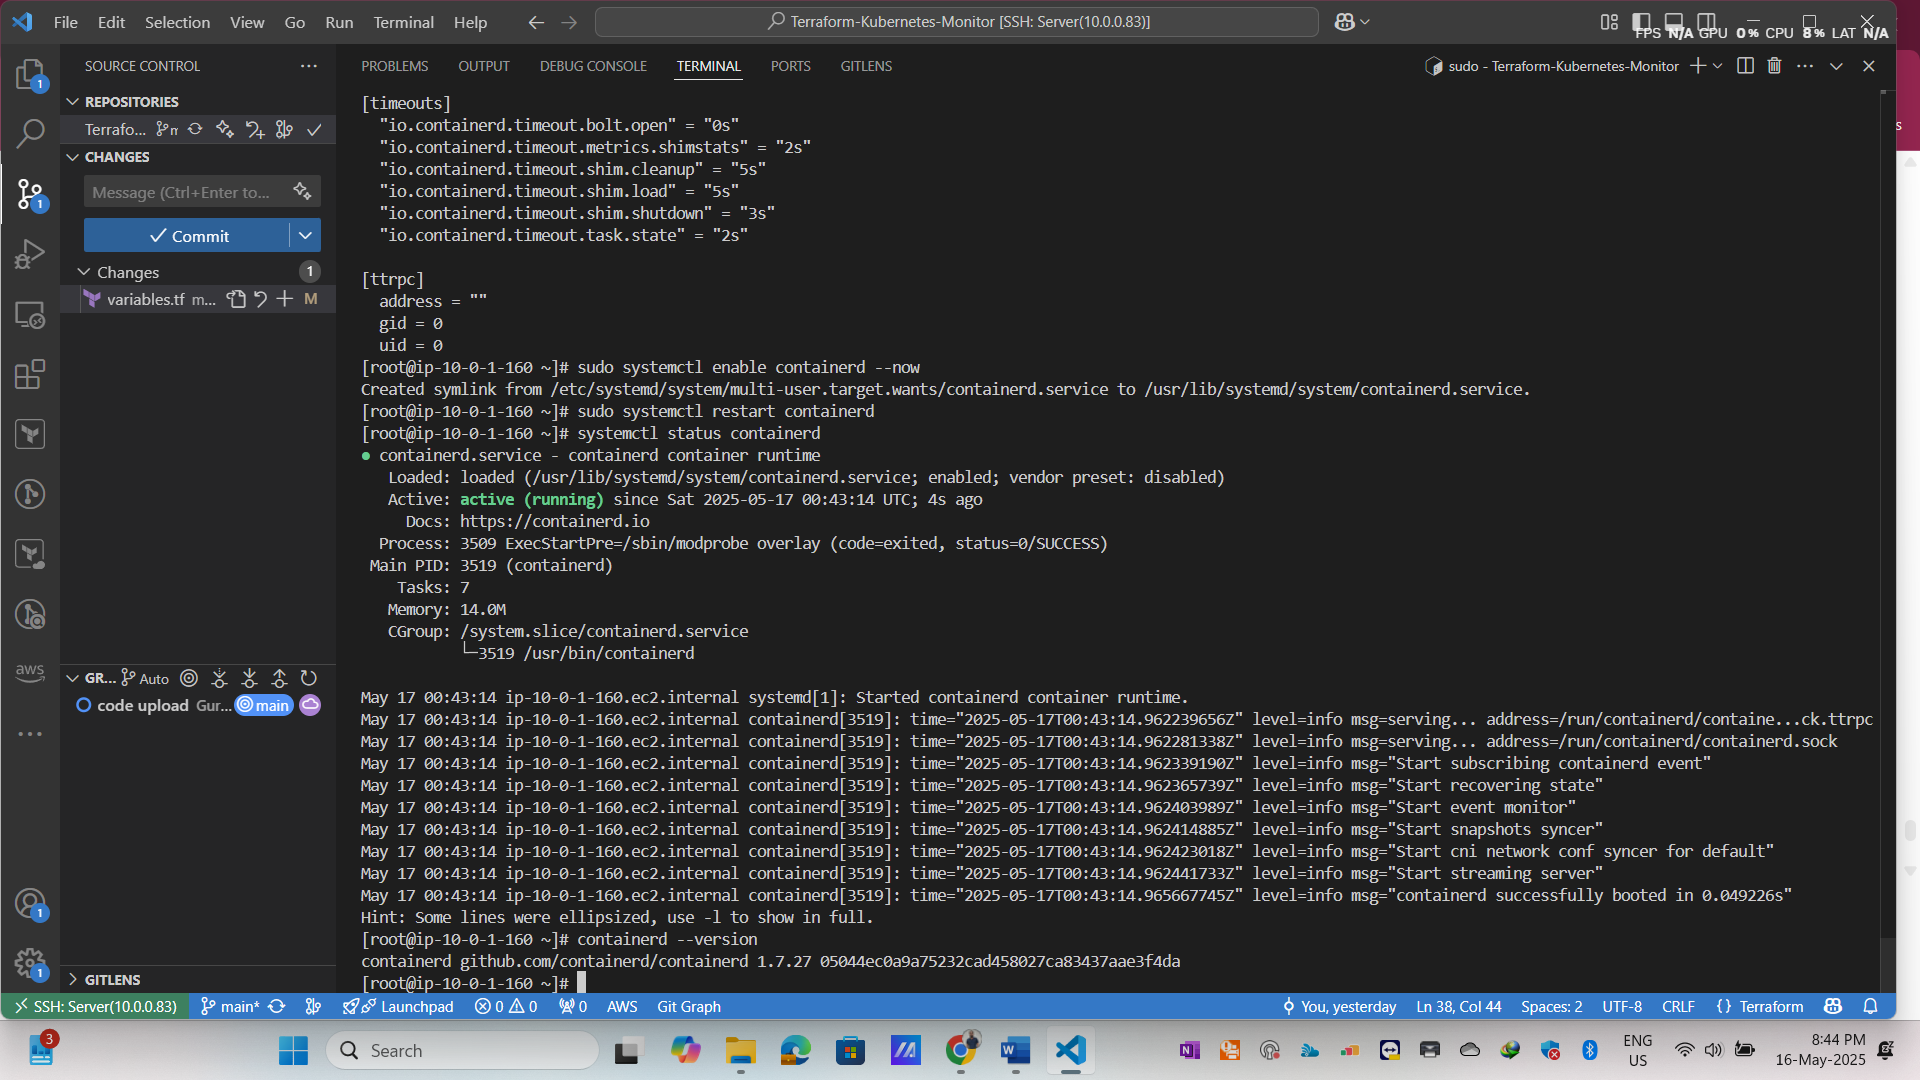 File Edit Selection View Go Run Terminal Help
Terraform-Kubernetes-Monitor [SSH: Server(10.0.0.83)]
FPS N/A GPU 0% CPU 8% LAT N/A
SOURCE CONTROL
REPOSITORIES
Terrafo...
CHANGES
Message (Ctrl+Enter to...
Commit
Changes 1
variables.tf m... M
GR... Auto
code upload Gur... main
GITLENS
1
1
aws
1
1
PROBLEMS OUTPUT DEBUG CONSOLE TERMINAL PORTS GITLENS
sudo - Terraform-Kubernetes-Monitor
[timeouts]
"io.containerd.timeout.bolt.open" = "0s"
"io.containerd.timeout.metrics.shimstats" = "2s"
"io.containerd.timeout.shim.cleanup" = "5s"
"io.containerd.timeout.shim.load" = "5s"
"io.containerd.timeout.shim.shutdown" = "3s"
"io.containerd.timeout.task.state" = "2s"
[ttrpc]
address = ""
gid = 0
uid = 0
[root@ip-10-0-1-160 ~]# sudo systemctl enable containerd --now
Created symlink from /etc/systemd/system/multi-user.target.wants/containerd.service to /usr/lib/systemd/system/containerd.service.
[root@ip-10-0-1-160 ~]# sudo systemctl restart containerd
[root@ip-10-0-1-160 ~]# systemctl status containerd
● containerd.service - containerd container runtime
Loaded: loaded (/usr/lib/systemd/system/containerd.service; enabled; vendor preset: disabled)
Active: active (running) since Sat 2025-05-17 00:43:14 UTC; 4s ago
Docs: https://containerd.io
Process: 3509 ExecStartPre=/sbin/modprobe overlay (code=exited, status=0/SUCCESS)
Main PID: 3519 (containerd)
Tasks: 7
Memory: 14.0M
CGroup: /system.slice/containerd.service
└─3519 /usr/bin/containerd
May 17 00:43:14 ip-10-0-1-160.ec2.internal systemd[1]: Started containerd container runtime.
May 17 00:43:14 ip-10-0-1-160.ec2.internal containerd[3519]: time="2025-05-17T00:43:14.962239656Z" level=info msg=serving... address=/run/containerd/containe...ck.ttrpc
May 17 00:43:14 ip-10-0-1-160.ec2.internal containerd[3519]: time="2025-05-17T00:43:14.962281338Z" level=info msg=serving... address=/run/containerd/containerd.sock
May 17 00:43:14 ip-10-0-1-160.ec2.internal containerd[3519]: time="2025-05-17T00:43:14.962339190Z" level=info msg="Start subscribing containerd event"
May 17 00:43:14 ip-10-0-1-160.ec2.internal containerd[3519]: time="2025-05-17T00:43:14.962365739Z" level=info msg="Start recovering state"
May 17 00:43:14 ip-10-0-1-160.ec2.internal containerd[3519]: time="2025-05-17T00:43:14.962403989Z" level=info msg="Start event monitor"
May 17 00:43:14 ip-10-0-1-160.ec2.internal containerd[3519]: time="2025-05-17T00:43:14.962414885Z" level=info msg="Start snapshots syncer"
May 17 00:43:14 ip-10-0-1-160.ec2.internal containerd[3519]: time="2025-05-17T00:43:14.962423018Z" level=info msg="Start cni network conf syncer for default"
May 17 00:43:14 ip-10-0-1-160.ec2.internal containerd[3519]: time="2025-05-17T00:43:14.962441733Z" level=info msg="Start streaming server"
May 17 00:43:14 ip-10-0-1-160.ec2.internal containerd[3519]: time="2025-05-17T00:43:14.965667745Z" level=info msg="containerd successfully booted in 0.049226s"
Hint: Some lines were ellipsized, use -l to show in full.
[root@ip-10-0-1-160 ~]# containerd --version
containerd github.com/containerd/containerd 1.7.27 05044ec0a9a75232cad458027ca83437aae3f4da
[root@ip-10-0-1-160 ~]#
SSH: Server(10.0.0.83) main* Launchpad 0 0 0 AWS Git Graph You, yesterday Ln 38, Col 44 Spaces: 2 UTF-8 CRLF {} Terraform
3 Search ENG US 8:44 PM
16-May-2025